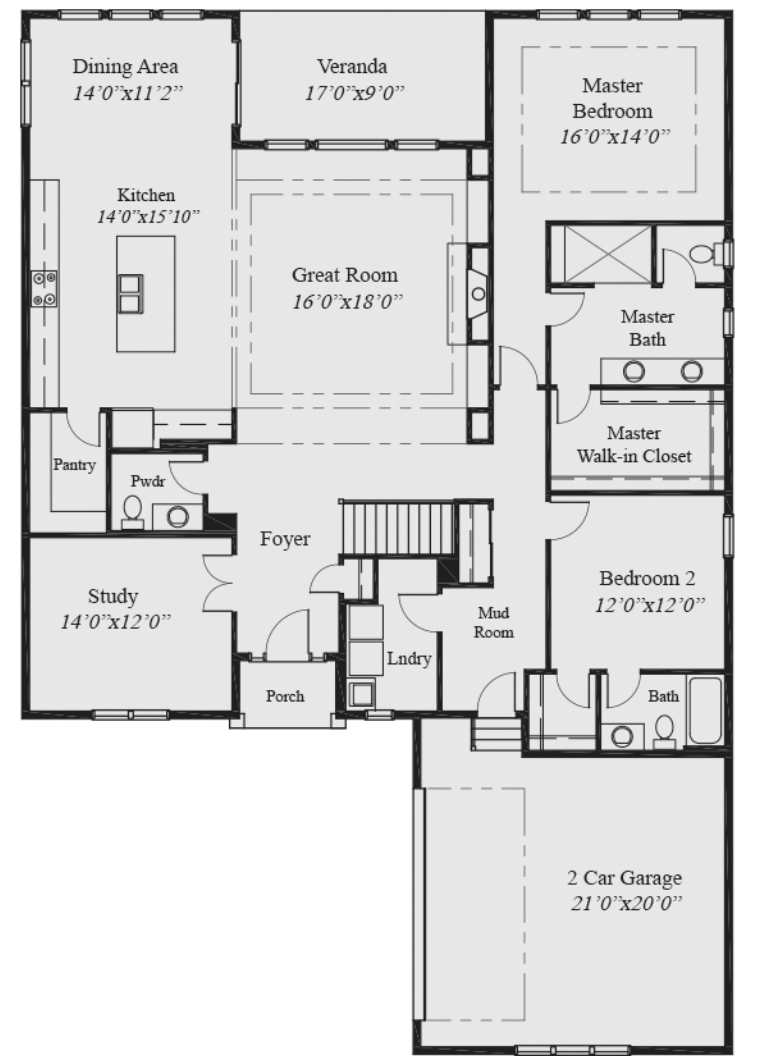 Dining Area
14’0”x11’2”
Veranda
17’0”x9’0”
Master
Bedroom
16’0”x14’0”
Kitchen
14’0”x15’10”
Great Room
16’0”x18’0”
Master
Bath
Master
Walk-in Closet
Pantry
Pwdr
Foyer
Study
14’0”x12’0”
Bedroom 2
12’0”x12’0”
Mud
Room
Lndry
Porch
Bath
2 Car Garage
21’0”x20’0”